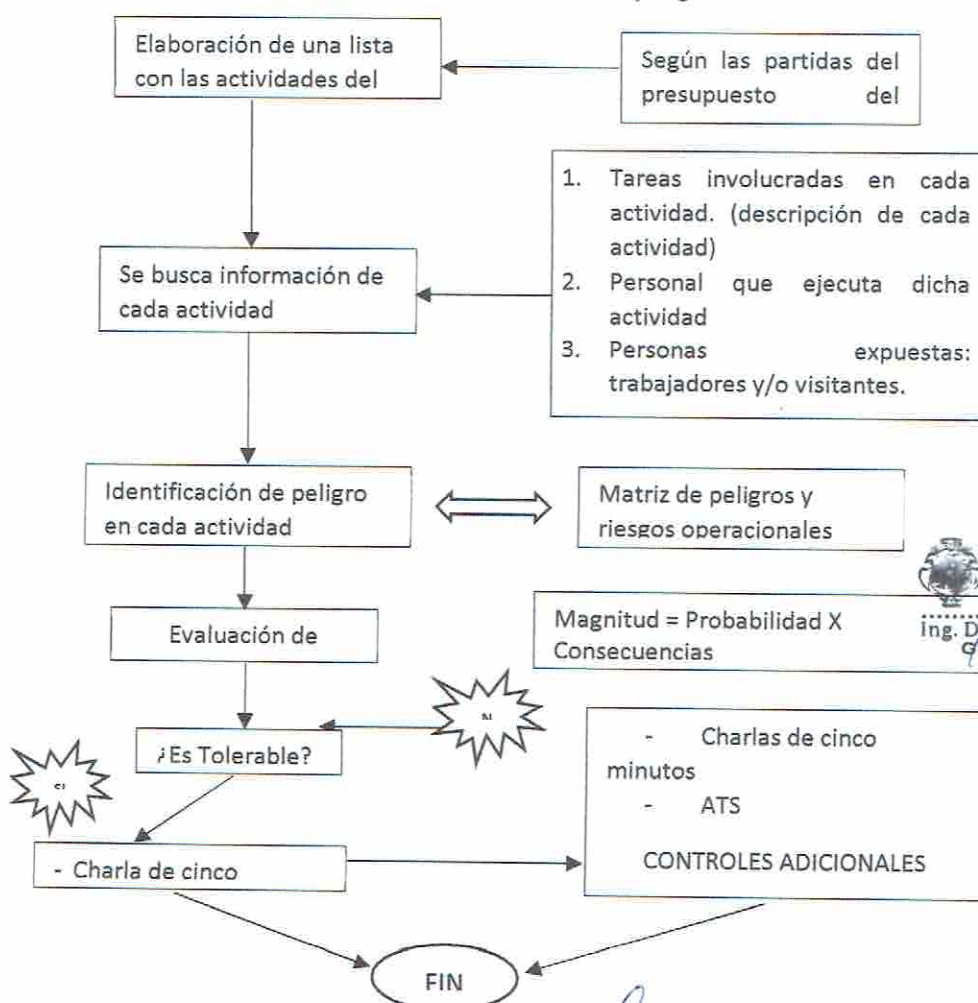 Elaboración de una lista
con las actividades del
Según las partidas del
presupuesto del
1. Tareas involucradas en cada
actividad. (descripción de cada
actividad)
2. Personal que ejecuta dicha
actividad
3. Personas expuestas:
trabajadores y/o visitantes.
Se busca información de
cada actividad
Identificación de peligro
en cada actividad
Matriz de peligros y
riesgos operacionales
Evaluación de
Magnitud = Probabilidad X
Consecuencias
Ing. D
¿Es Tolerable?
- Charlas de cinco
minutos
- ATS
CONTROLES ADICIONALES
- Charla de cinco
FIN